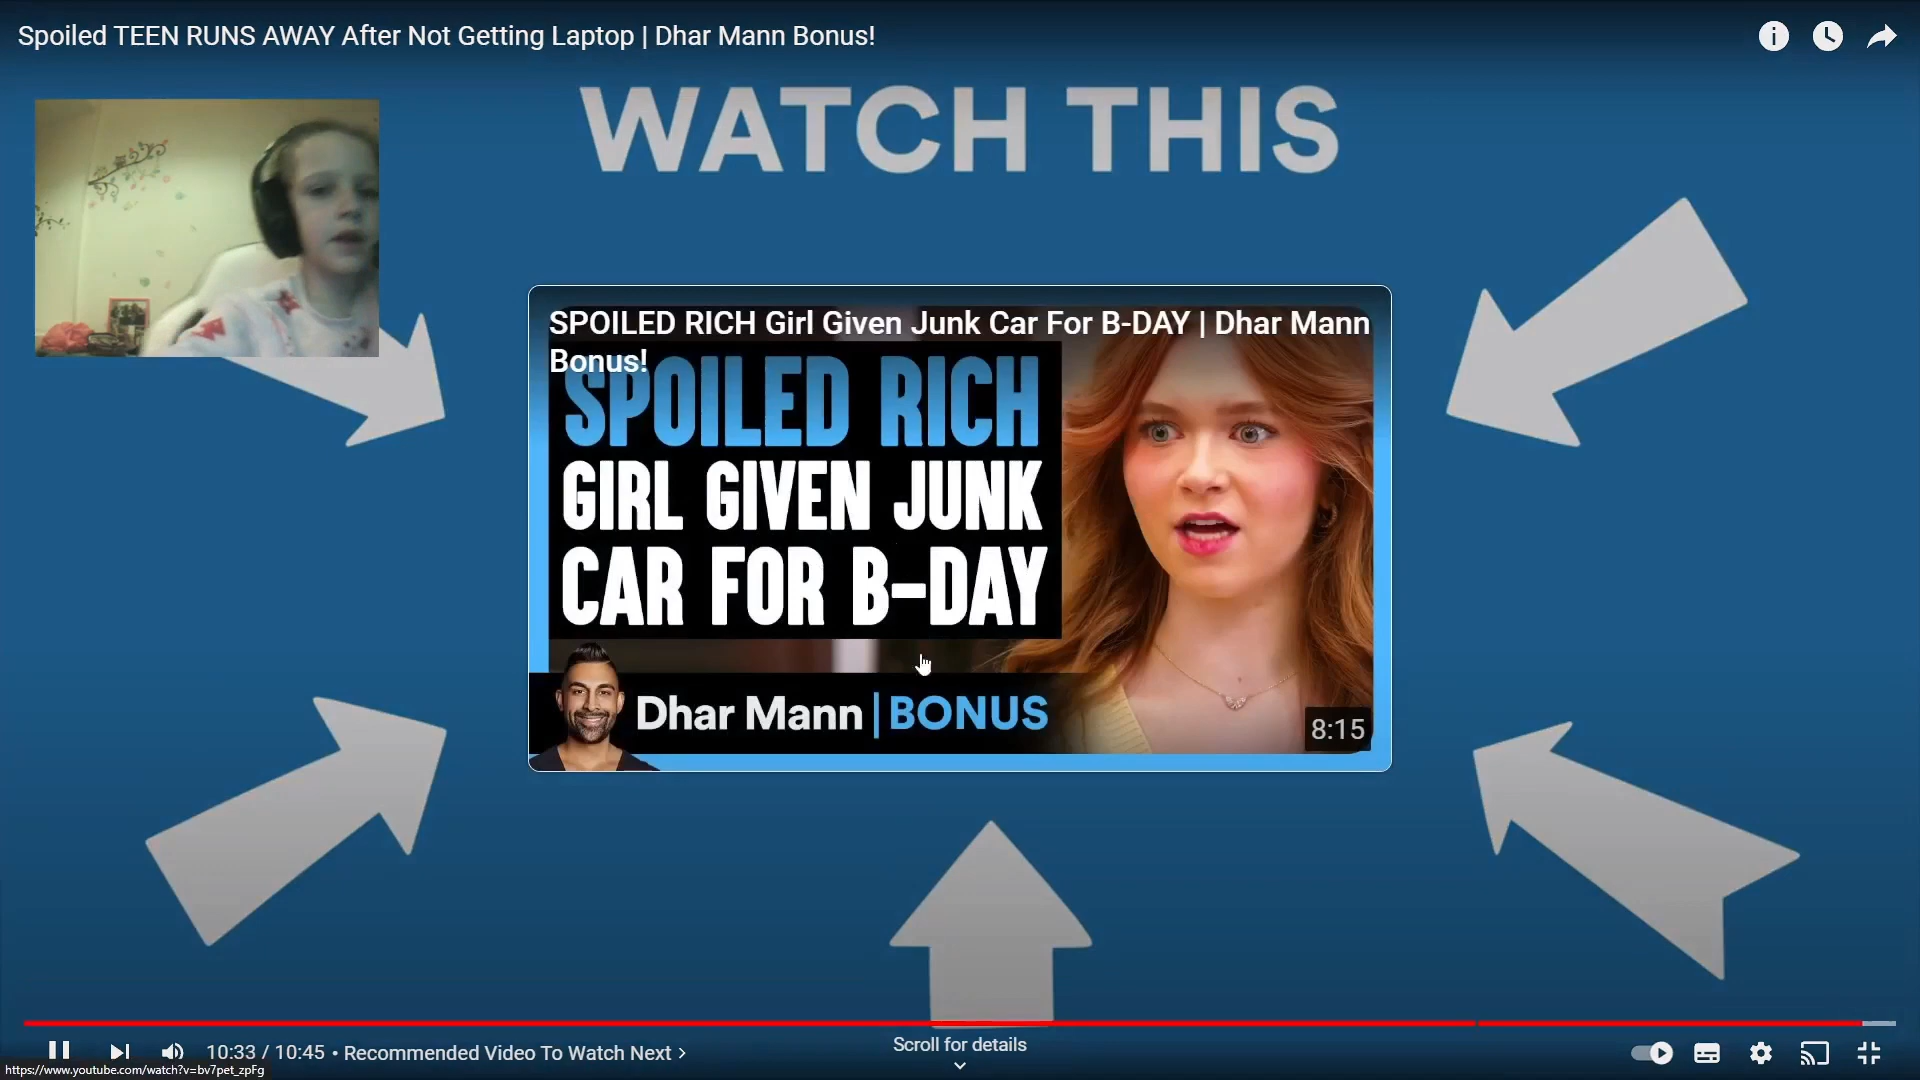 Spoiled TEEN RUNS AWAY After Not Getting Laptop | Dhar Mann Bonus!
WATCH THIS
SPOILED RICH Girl Given Junk Car For B-DAY | Dhar Mann
Bonus!
SPOILED RICH
GIRL GIVEN JUNK
CAR FOR B-DAY
Dhar Mann | BONUS
8:15
10:33 / 10:45 • Recommended Video To Watch Next
Scroll for details
https://www.youtube.com/watch?v=bv7pet_zpFg